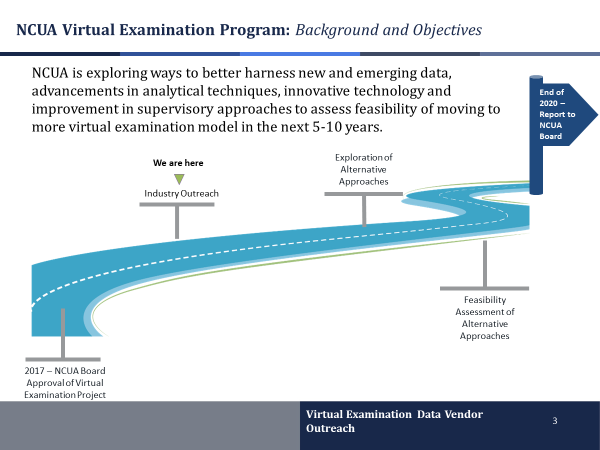 NCUA Virtual Examination Program: Background and Objectives
NCUA is exploring ways to better harness new and emerging data,
advancements in analytical techniques, innovative technology and
improvement in supervisory approaches to assess feasibility of moving to
more virtual examination model in the next 5-10 years.
End of
2020 –
Report to
NCUA
Board
We are here
Industry Outreach
Exploration of
Alternative
Approaches
Feasibility
Assessment of
Alternative
Approaches
2017 – NCUA Board
Approval of Virtual
Examination Project
Virtual Examination Data Vendor
Outreach
3